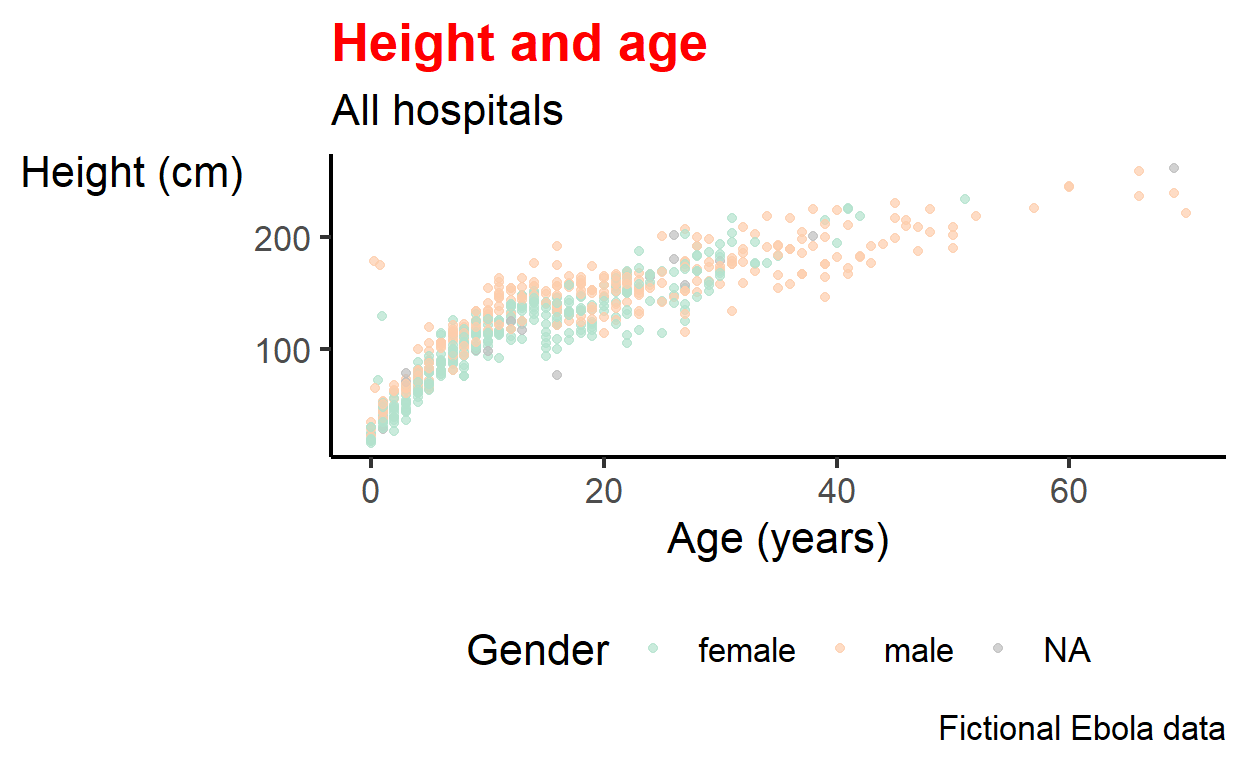 Height and age
All hospitals
Height (cm)
200
100
0 20 40 60
Age (years)
Gender female male NA
Fictional Ebola data